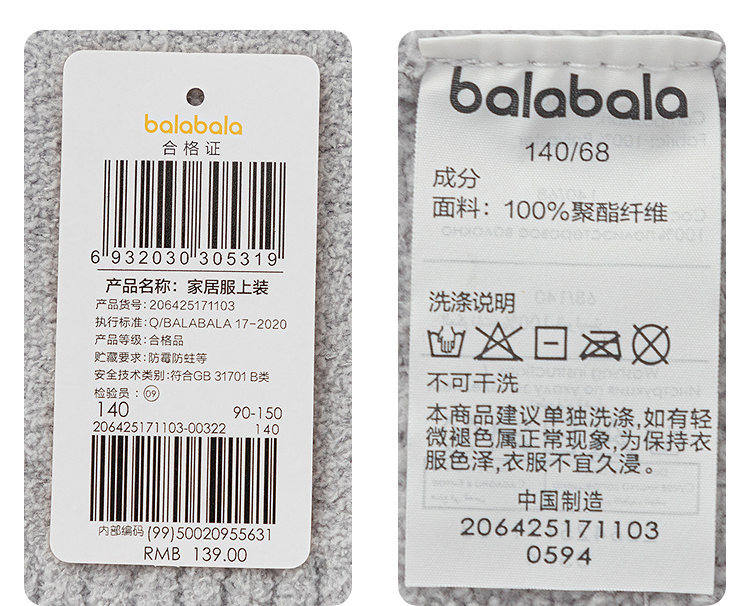 balabala
合格证
6 932030 305319
产品名称：家居服上装
产品货号：206425171103
执行标准：Q/BALABALA 17-2020
产品等级：合格品
贮藏要求：防霉防蛀等
安全技术类别：符合GB 31701 B类
检验员：09
140 90-150
206425171103-00322 140
内部编码 (99)50020955631
RMB 139.00
balabala
140/68
成分
面料：100%聚酯纤维
洗涤说明
不可干洗
本商品建议单独洗涤,如有轻
微褪色属正常现象,为保持衣
服色泽,衣服不宜久浸。
中国制造
206425171103
0594